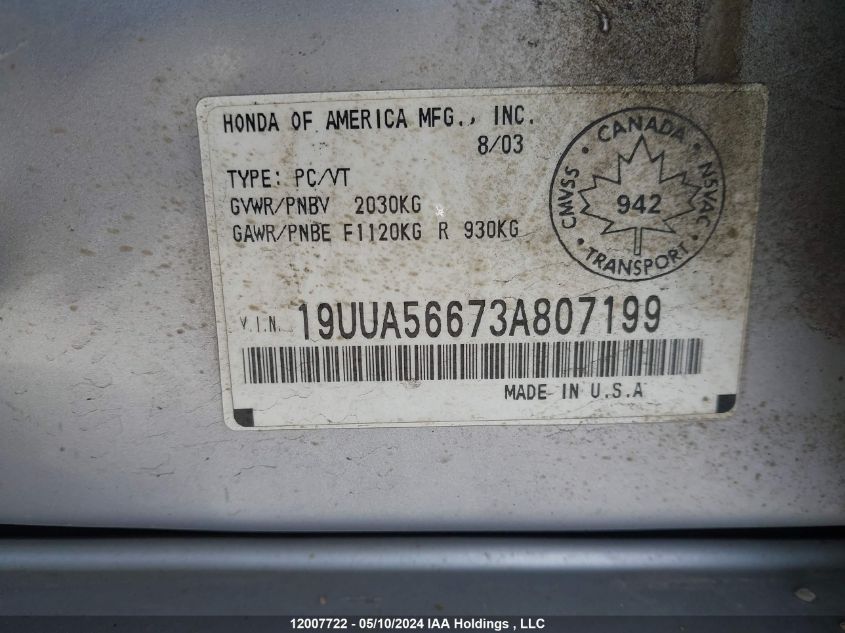 HONDA OF AMERICA MFG., INC.
8/03
TYPE: PC/VT
GVWR/PNBV 2030KG
GAWR/PNBE F1120KG R 930KG
CANADA
CMVSS
NSVAC
942
TRANSPORT
V.I.N. 19UUA56673A807199
MADE IN U.S.A
12007722 - 05/10/2024 IAA Holdings , LLC